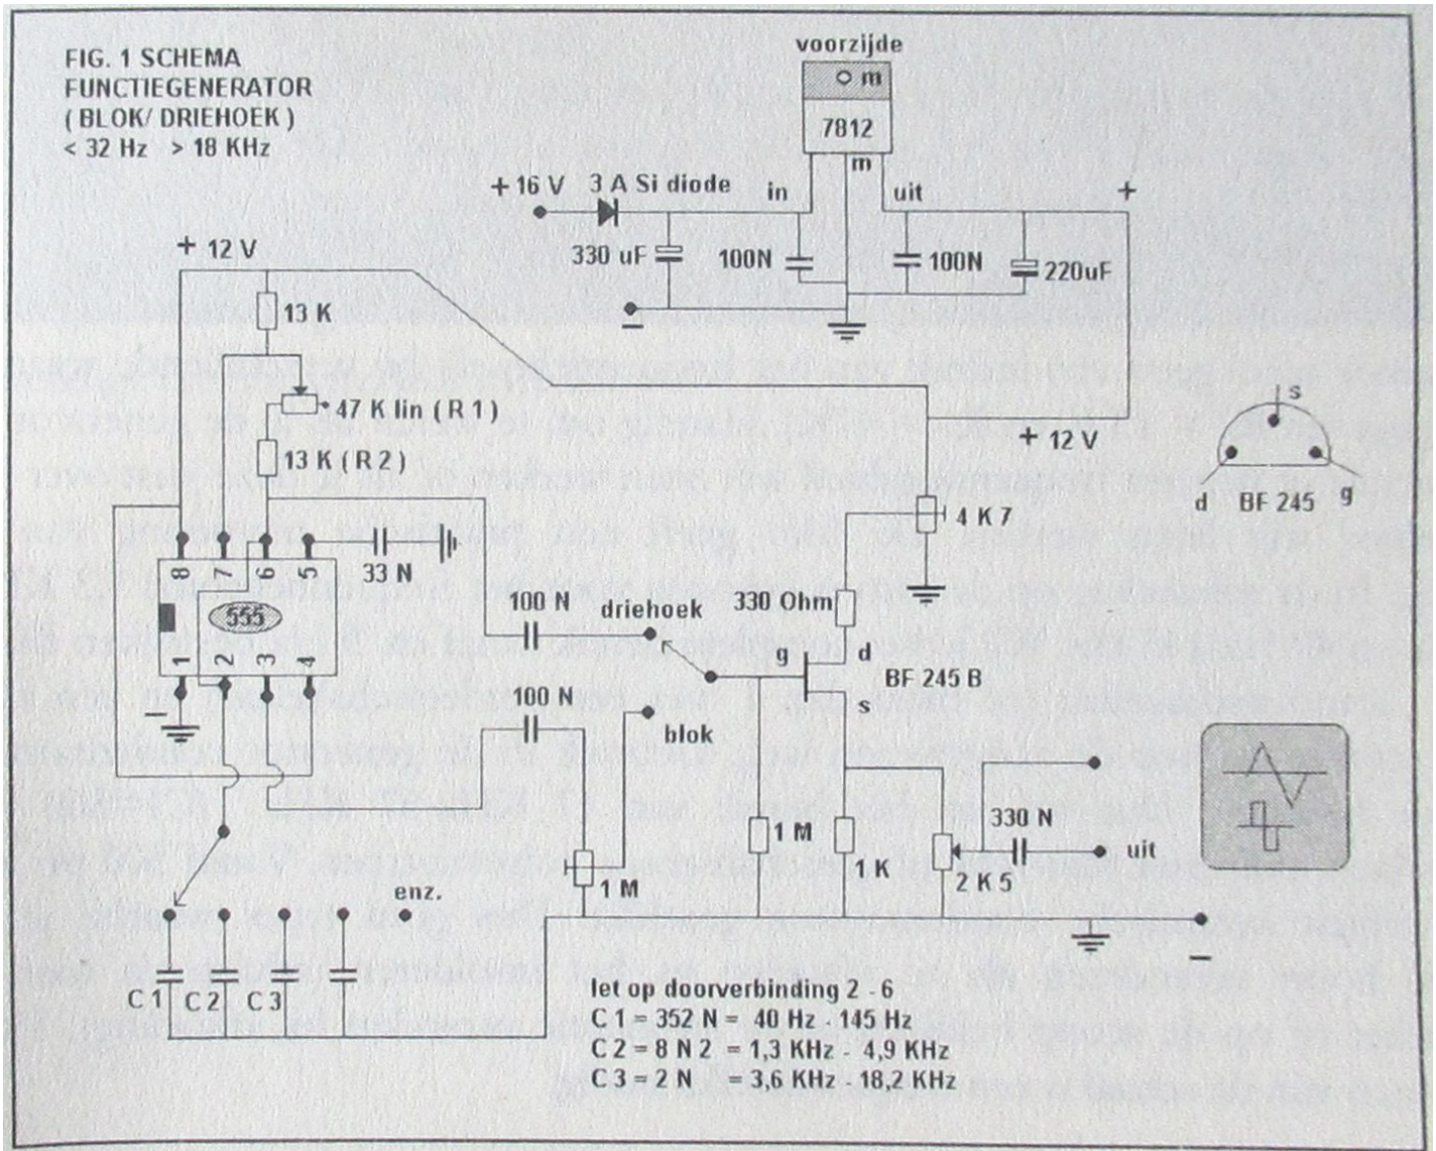 FIG. 1 SCHEMA
FUNCTIEGENERATOR
( BLOK/ DRIEHOEK )
< 32 Hz > 18 KHz
voorzijde
m
7812
m
+ 16 V 3 A Si diode in uit +
330 uF 100N 100N 220uF
–
+ 12 V
13 K
47 K lin ( R 1 )
13 K ( R 2 )
+ 12 V
s
d BF 245 g
4 K 7
8 7 6 5
33 N
555
1 2 3 4
–
100 N driehoek
330 Ohm
g d
BF 245 B
s
100 N
blok
1 M
1 M
1 K
2 K 5
330 N
uit
enz.
–
C 1 C 2 C 3
let op doorverbinding 2 - 6
C 1 = 352 N = 40 Hz - 145 Hz
C 2 = 8 N 2 = 1,3 KHz - 4,9 KHz
C 3 = 2 N = 3,6 KHz - 18,2 KHz